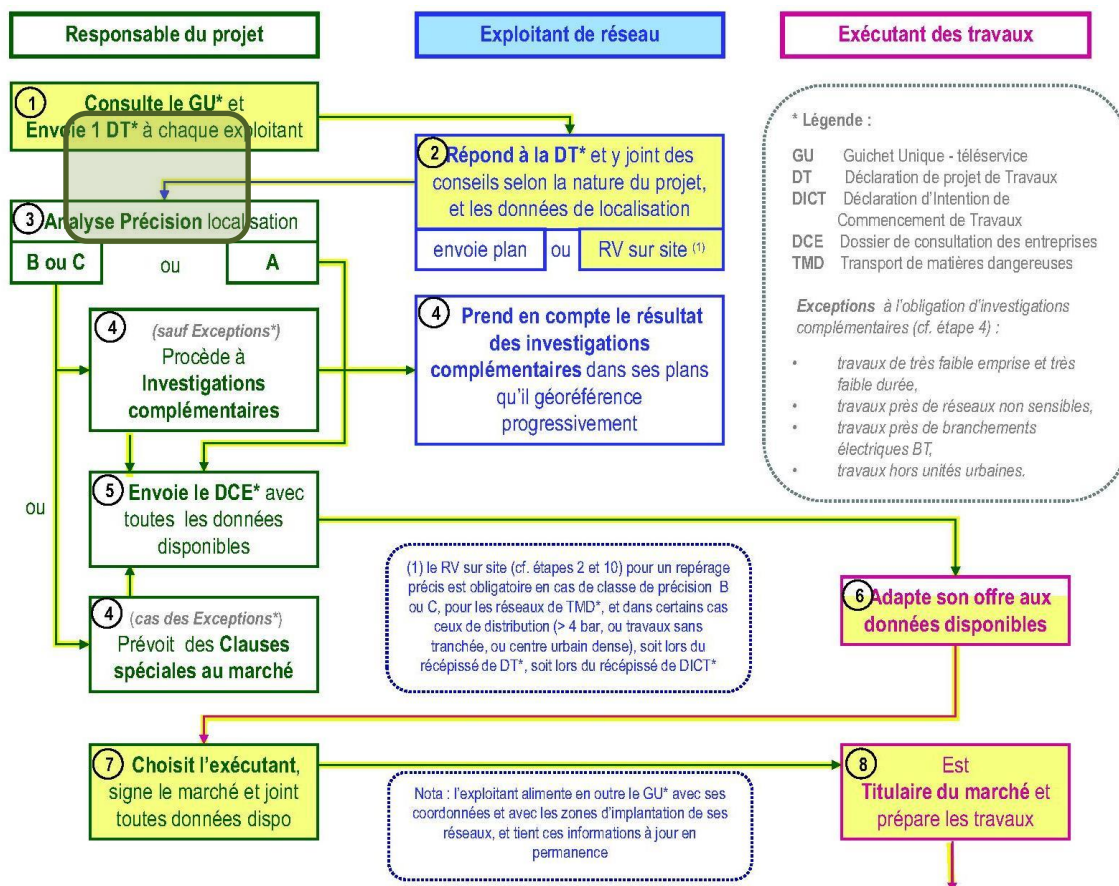 Responsable du projet
Exploitant de réseau
Exécutant des travaux
1
Consulte le GU* et
Envoie 1 DT* à chaque exploitant
2
Répond à la DT* et y joint des
conseils selon la nature du projet,
et les données de localisation
envoie plan
ou
RV sur site (1)
3
Analyse Précision localisation
B ou C
ou
A
* Légende :
GU Guichet Unique - téléservice
DT Déclaration de projet de Travaux
DICT Déclaration d'Intention de
Commencement de Travaux
DCE Dossier de consultation des entreprises
TMD Transport de matières dangereuses
Exceptions à l'obligation d'investigations
complémentaires (cf. étape 4) :
• travaux de très faible emprise et très
faible durée,
• travaux près de réseaux non sensibles,
• travaux près de branchements
électriques BT,
• travaux hors unités urbaines.
4
(sauf Exceptions*)
Procède à
Investigations
complémentaires
4
Prend en compte le résultat
des investigations
complémentaires dans ses plans
qu'il géoréférence
progressivement
ou
5
Envoie le DCE* avec
toutes les données
disponibles
4
(cas des Exceptions*)
Prévoit des Clauses
spéciales au marché
(1) le RV sur site (cf. étapes 2 et 10) pour un repérage
précis est obligatoire en cas de classe de précision B
ou C, pour les réseaux de TMD*, et dans certains cas
ceux de distribution (> 4 bar, ou travaux sans
tranchée, ou centre urbain dense), soit lors du
récépissé de DT*, soit lors du récépissé de DICT*
6
Adapte son offre aux
données disponibles
7
Choisit l'exécutant,
signe le marché et joint
toutes données dispo
Nota : l'exploitant alimente en outre le GU* avec ses
coordonnées et avec les zones d'implantation de ses
réseaux, et tient ces informations à jour en
permanence
8
Est
Titulaire du marché et
prépare les travaux